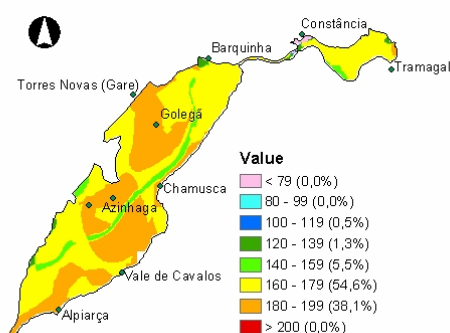 Constância
Barquinha
Tramagal
Torres Novas (Gare)
Golegã
Chamusca
Azinhaga
Vale de Cavalos
Alpiarça
Value
< 79 (0,0%)
80 - 99 (0,0%)
100 - 119 (0,5%)
120 - 139 (1,3%)
140 - 159 (5,5%)
160 - 179 (54,6%)
180 - 199 (38,1%)
> 200 (0,0%)